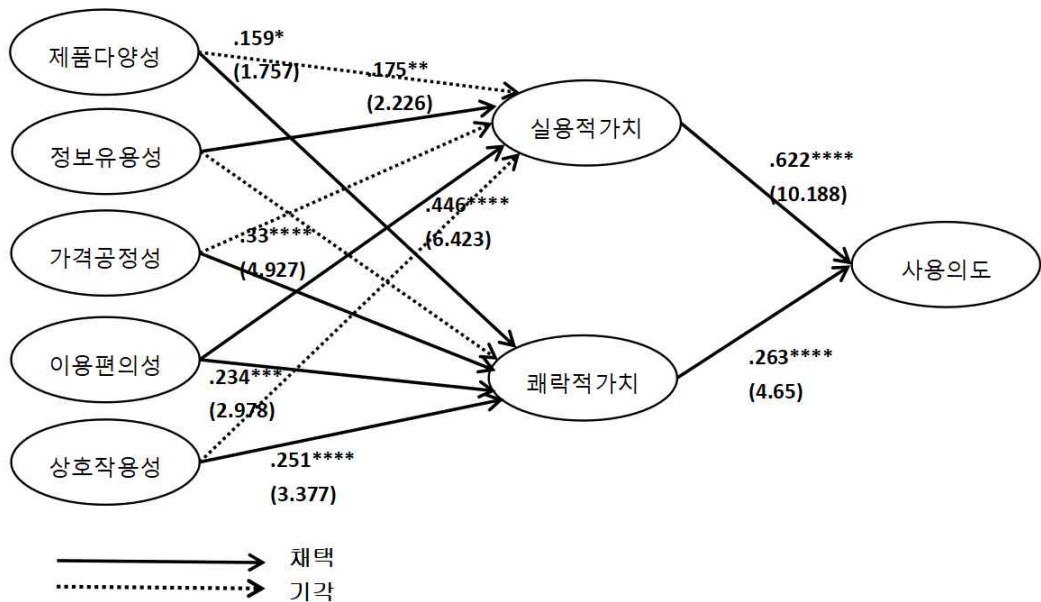 제품다양성
.159*
(1.757)
.175**
(2.226)
정보유용성
실용적가치
.622****
(10.188)
.446****
(6.423)
가격공정성
.33****
(4.927)
사용의도
이용편의성
.234***
(2.978)
쾌락적가치
.263****
(4.65)
상호작용성
.251****
(3.377)
채택
기각